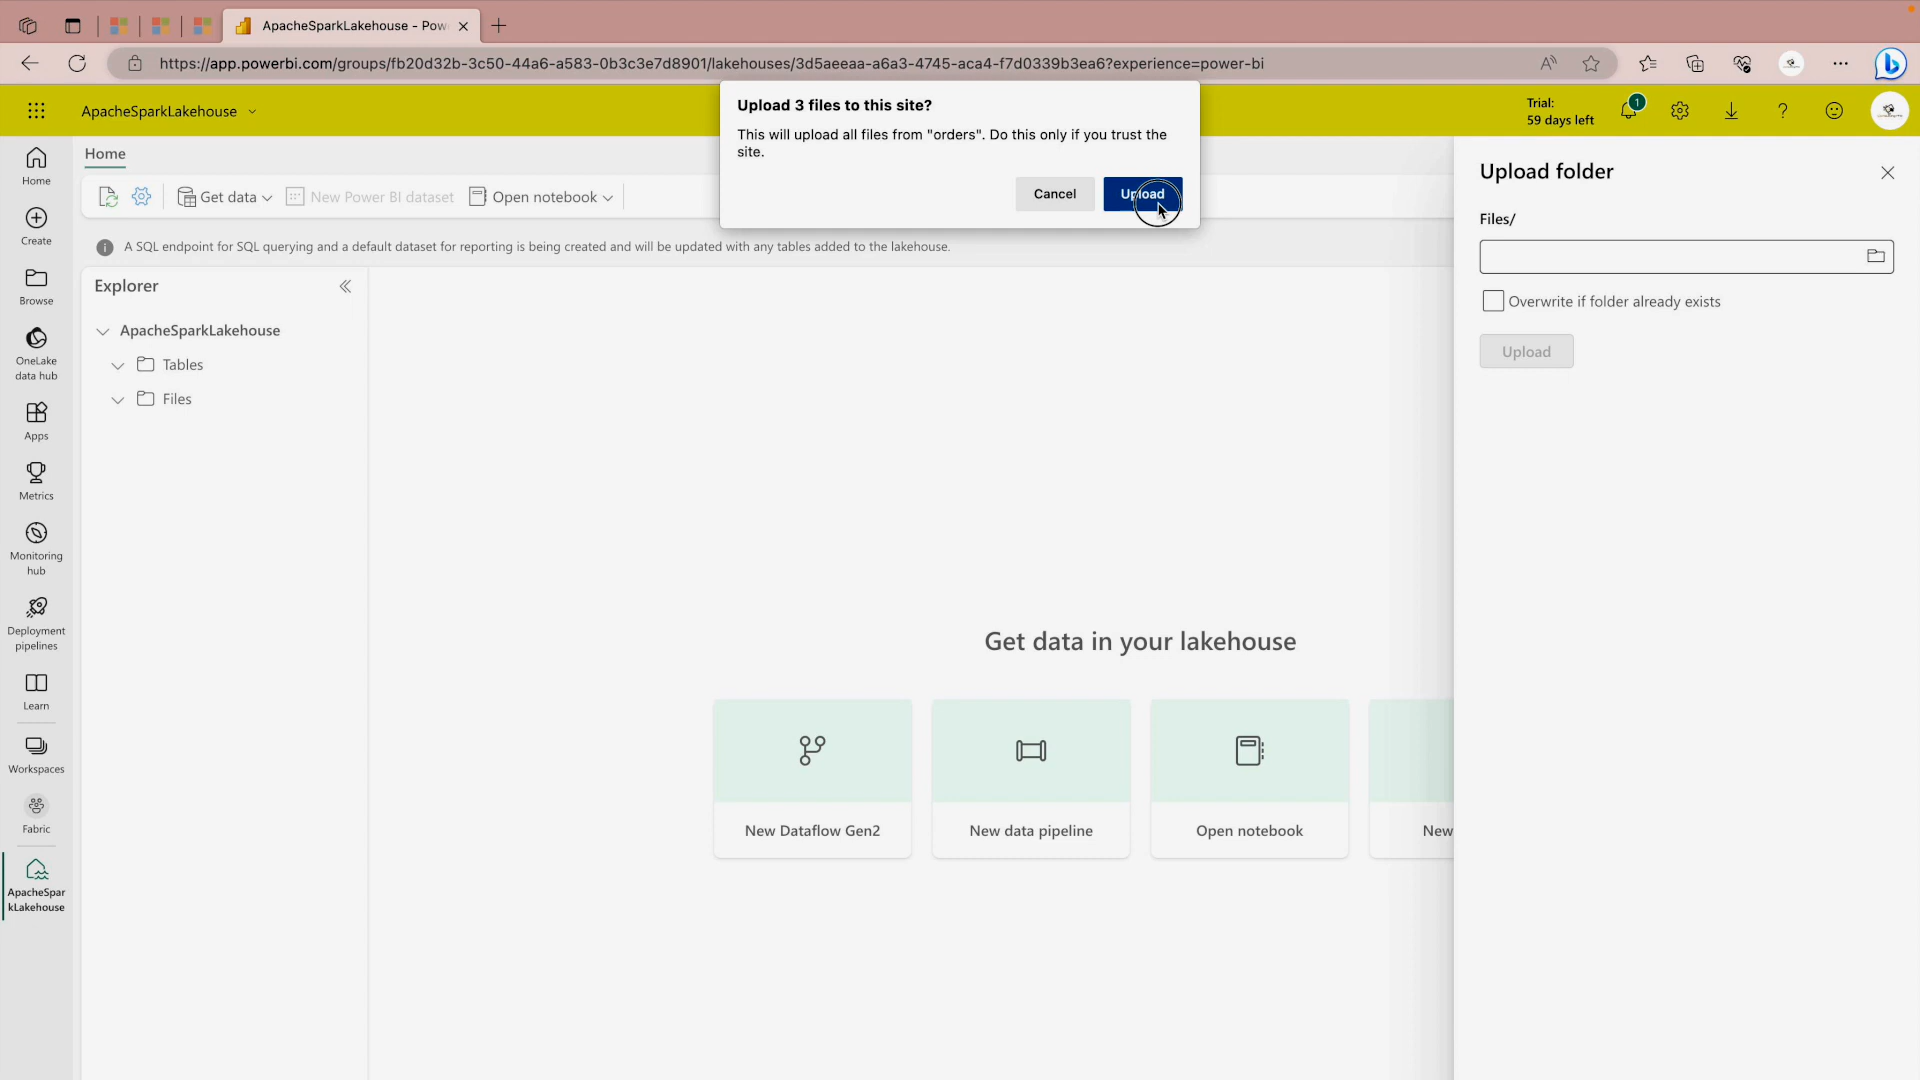 ApacheSparkLakehouse - Pow
https://app.powerbi.com/groups/fb20d32b-3c50-44a6-a583-0b3c3e7d8901/lakehouses/3d5aeeaa-a6a3-4745-aca4-f7d0339b3ea6?experience=power-bi
ApacheSparkLakehouse
Trial:
59 days left
1
Upload 3 files to this site?
This will upload all files from "orders". Do this only if you trust the
site.
Cancel
Upload
Home
Get data
New Power BI dataset
Open notebook
A SQL endpoint for SQL querying and a default dataset for reporting is being created and will be updated with any tables added to the lakehouse.
Home
Create
Browse
OneLake
data hub
Apps
Metrics
Monitoring
hub
Deployment
pipelines
Learn
Workspaces
Fabric
ApacheSpar
kLakehouse
Explorer
ApacheSparkLakehouse
Tables
Files
Get data in your lakehouse
New Dataflow Gen2
New data pipeline
Open notebook
New
Upload folder
Files/
Overwrite if folder already exists
Upload